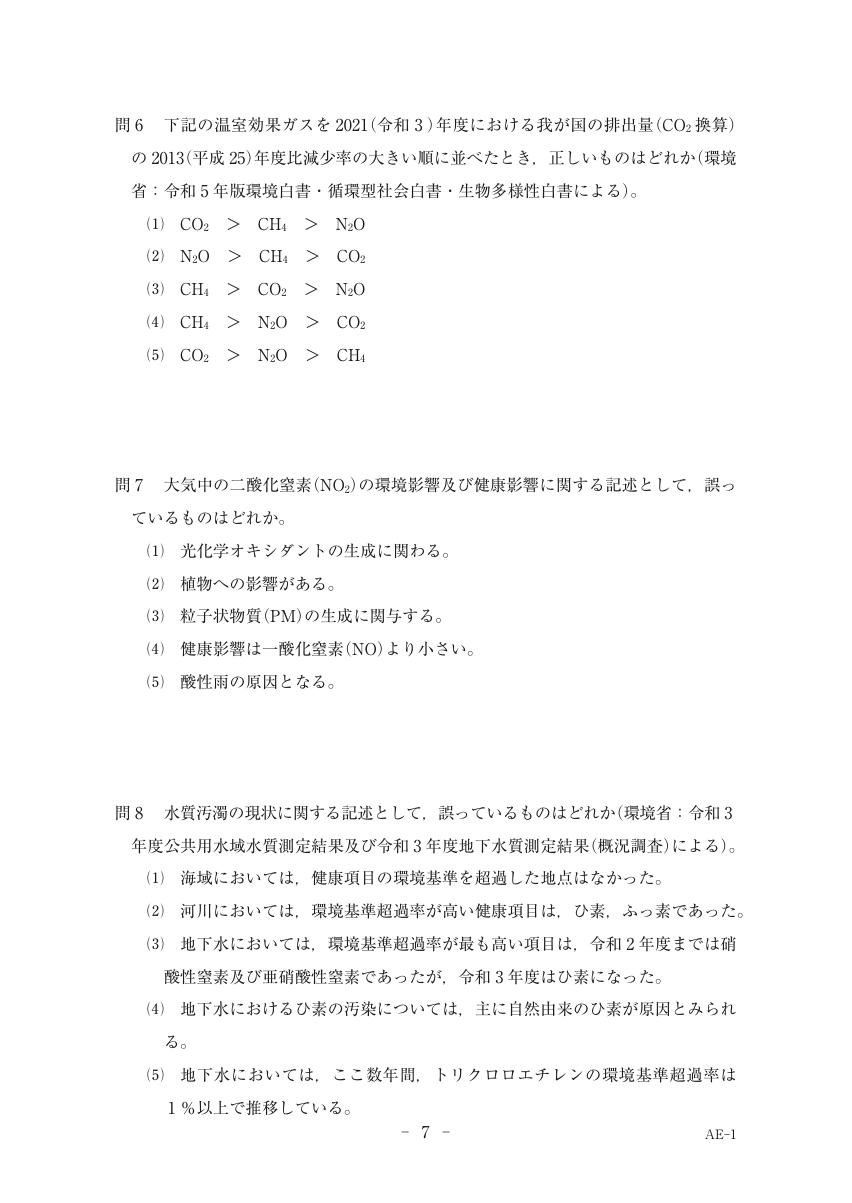 問6　下記の温室効果ガスを 2021(令和3)年度における我が国の排出量(CO₂ 換算)
の 2013(平成 25)年度比減少率の大きい順に並べたとき，正しいものはどれか(環境
省：令和5年版環境白書・循環型社会白書・生物多様性白書による)。
⑴　CO₂　＞　CH₄　＞　N₂O
⑵　N₂O　＞　CH₄　＞　CO₂
⑶　CH₄　＞　CO₂　＞　N₂O
⑷　CH₄　＞　N₂O　＞　CO₂
⑸　CO₂　＞　N₂O　＞　CH₄
問7　大気中の二酸化窒素(NO₂)の環境影響及び健康影響に関する記述として，誤っ
ているものはどれか。
⑴　光化学オキシダントの生成に関わる。
⑵　植物への影響がある。
⑶　粒子状物質(PM)の生成に関与する。
⑷　健康影響は一酸化窒素(NO)より小さい。
⑸　酸性雨の原因となる。
問8　水質汚濁の現状に関する記述として，誤っているものはどれか(環境省：令和3
年度公共用水域水質測定結果及び令和3年度地下水質測定結果(概況調査)による)。
⑴　海域においては，健康項目の環境基準を超過した地点はなかった。
⑵　河川においては，環境基準超過率が高い健康項目は，ひ素，ふっ素であった。
⑶　地下水においては，環境基準超過率が最も高い項目は，令和2年度までは硝
酸性窒素及び亜硝酸性窒素であったが，令和3年度はひ素になった。
⑷　地下水におけるひ素の汚染については，主に自然由来のひ素が原因とみられ
る。
⑸　地下水においては，ここ数年間，トリクロロエチレンの環境基準超過率は
1％以上で推移している。
－ 7 －
AE-1